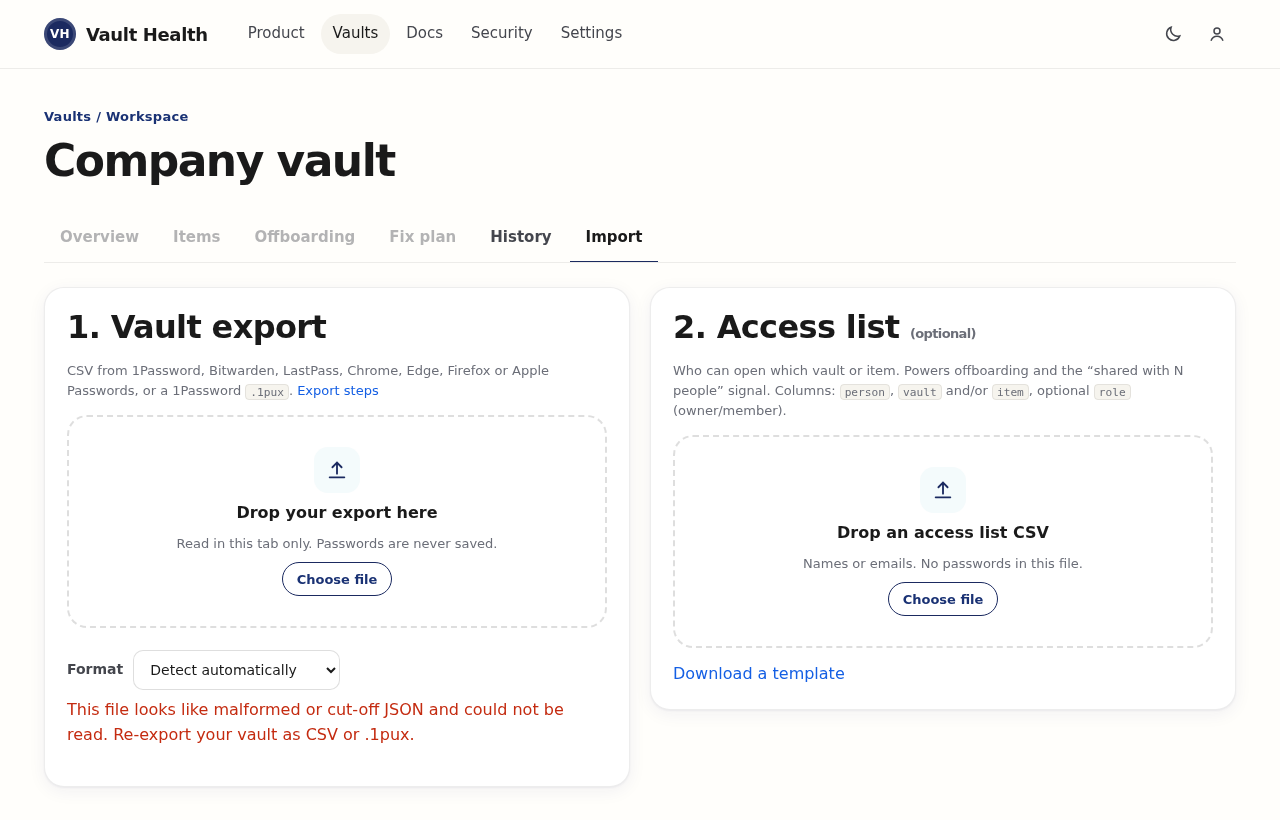 VH Vault Health Product Vaults Docs Security Settings
Vaults / Workspace
Company vault
Overview Items Offboarding Fix plan History Import
1. Vault export
CSV from 1Password, Bitwarden, LastPass, Chrome, Edge, Firefox or Apple
Passwords, or a 1Password .1pux. Export steps
Drop your export here
Read in this tab only. Passwords are never saved.
Choose file
Format Detect automatically
This file looks like malformed or cut-off JSON and could not be
read. Re-export your vault as CSV or .1pux.
2. Access list (optional)
Who can open which vault or item. Powers offboarding and the “shared with N
people” signal. Columns: person, vault and/or item, optional role
(owner/member).
Drop an access list CSV
Names or emails. No passwords in this file.
Choose file
Download a template